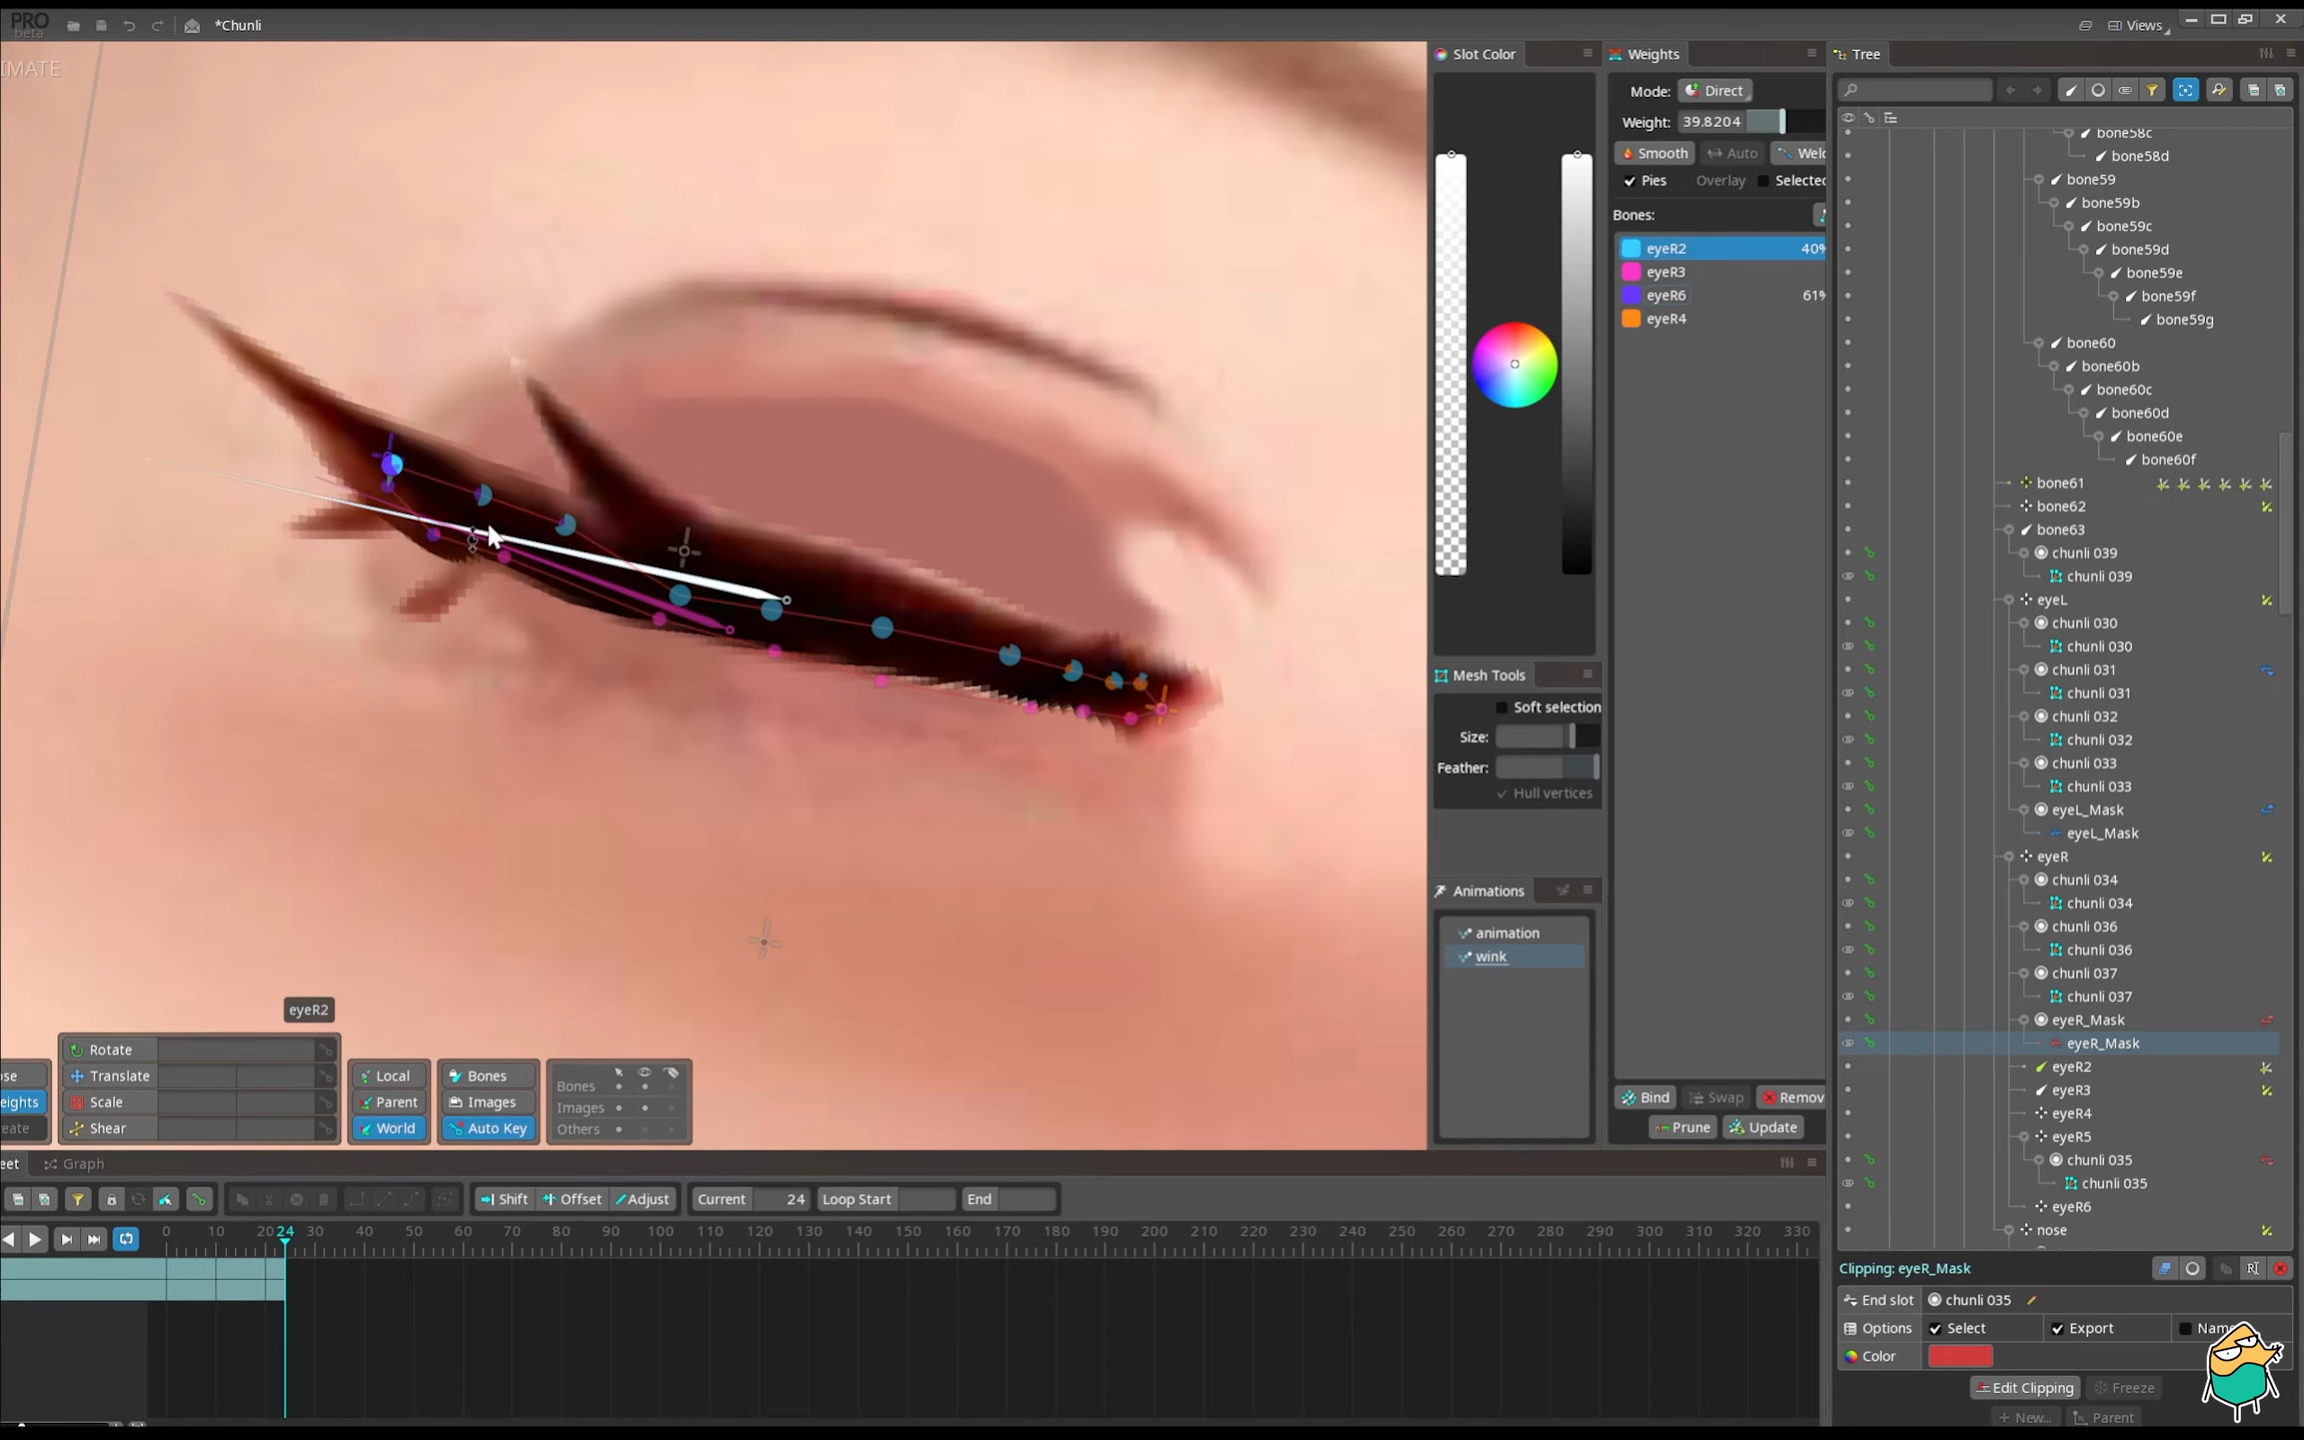 PRO
beta
*Chunli
Views
IMATE
Slot Color
Weights
Mode: Direct
Weight: 39.8204
Smooth Auto Weld
Pies Overlay Selected
Bones:
eyeR2 40%
eyeR3
eyeR6 61%
eyeR4
Bind Swap Remov
Prune Update
Mesh Tools
Soft selection
Size:
Feather:
Hull vertices
Animations
animation
wink
Tree
bone58c
bone58d
bone59
bone59b
bone59c
bone59d
bone59e
bone59f
bone59g
bone60
bone60b
bone60c
bone60d
bone60e
bone60f
bone61
bone62
bone63
chunli 039
chunli 039
eyeL
chunli 030
chunli 030
chunli 031
chunli 031
chunli 032
chunli 032
chunli 033
chunli 033
eyeL_Mask
eyeL_Mask
eyeR
chunli 034
chunli 034
chunli 036
chunli 036
chunli 037
chunli 037
eyeR_Mask
eyeR_Mask
eyeR2
eyeR3
eyeR4
eyeR5
chunli 035
chunli 035
eyeR6
nose
Clipping: eyeR_Mask
End slot chunli 035
Options Select Export Name
Color
Edit Clipping Freeze
New... Parent
eyeR2
ose
eights
reate
Rotate
Translate
Scale
Shear
Local
Parent
World
Bones
Images
Auto Key
Bones
Images
Others
eet Graph
Shift Offset Adjust Current 24 Loop Start End
0 10 20 24 30 40 50 60 70 80 90 100 110 120 130 140 150 160 170 180 190 200 210 220 230 240 250 260 270 280 290 300 310 320 330